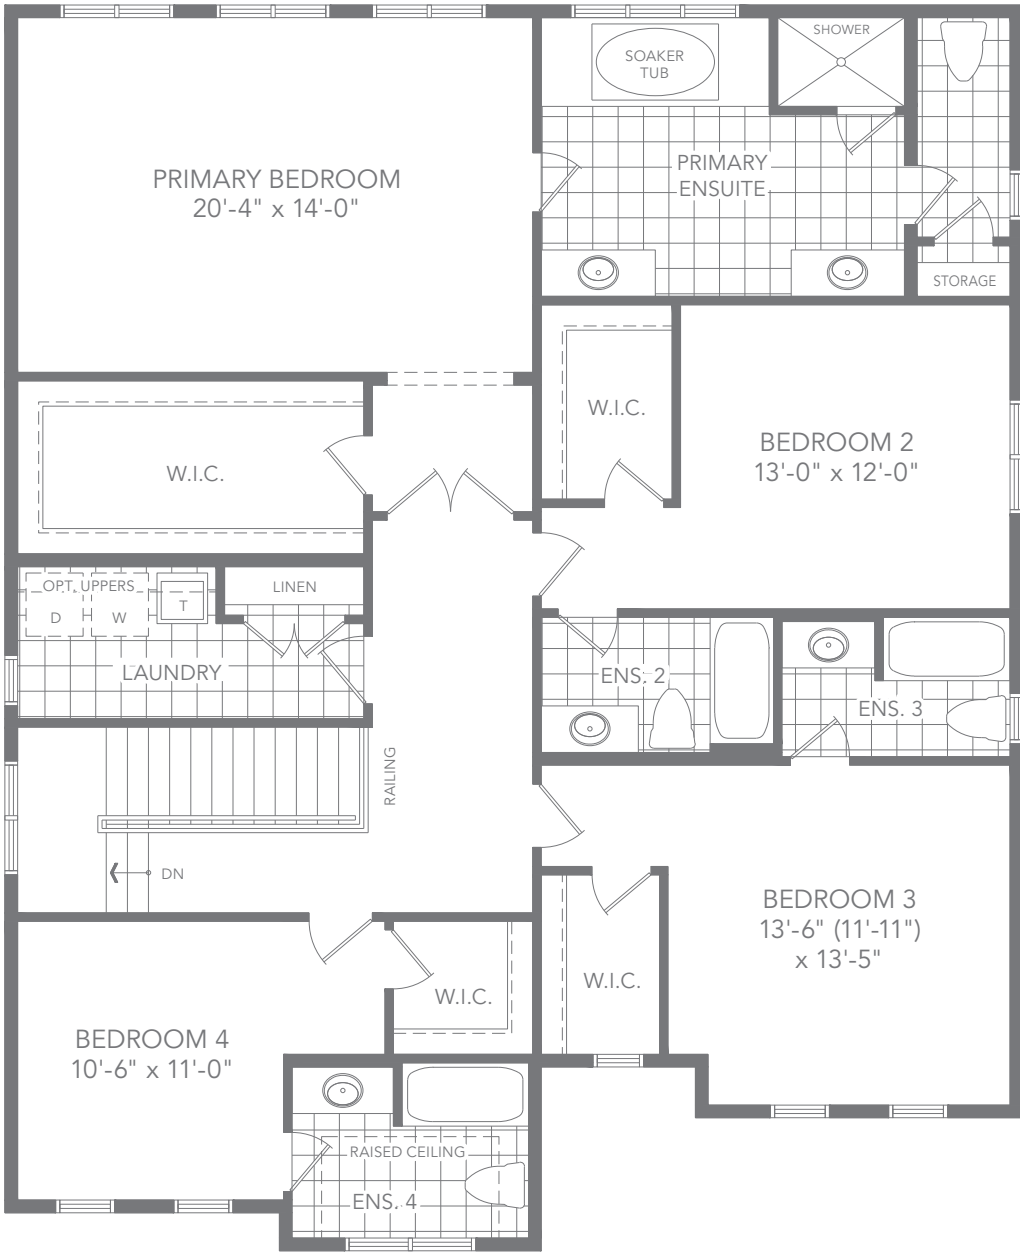 SHOWER
SOAKER
TUB
PRIMARY BEDROOM
20'-4" x 14'-0"
PRIMARY
ENSUITE
STORAGE
W.I.C.
BEDROOM 2
13'-0" x 12'-0"
W.I.C.
OPT. UPPERS
LINEN
D
W
T
LAUNDRY
ENS. 2
ENS. 3
RAILING
DN
BEDROOM 3
13'-6" (11'-11")
x 13'-5"
W.I.C.
W.I.C.
BEDROOM 4
10'-6" x 11'-0"
RAISED CEILING
ENS. 4